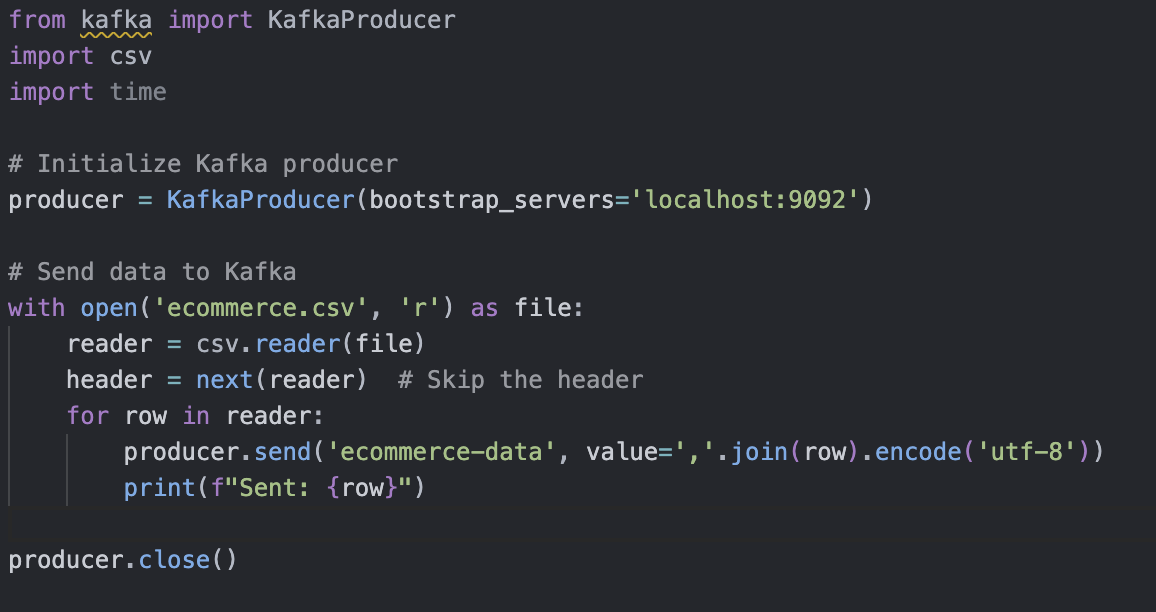 from kafka import KafkaProducer
import csv
import time
# Initialize Kafka producer
producer = KafkaProducer(bootstrap_servers='localhost:9092')
# Send data to Kafka
with open('ecommerce.csv', 'r') as file:
    reader = csv.reader(file)
    header = next(reader)  # Skip the header
    for row in reader:
        producer.send('ecommerce-data', value=','.join(row).encode('utf-8'))
        print(f"Sent: {row}")
producer.close()